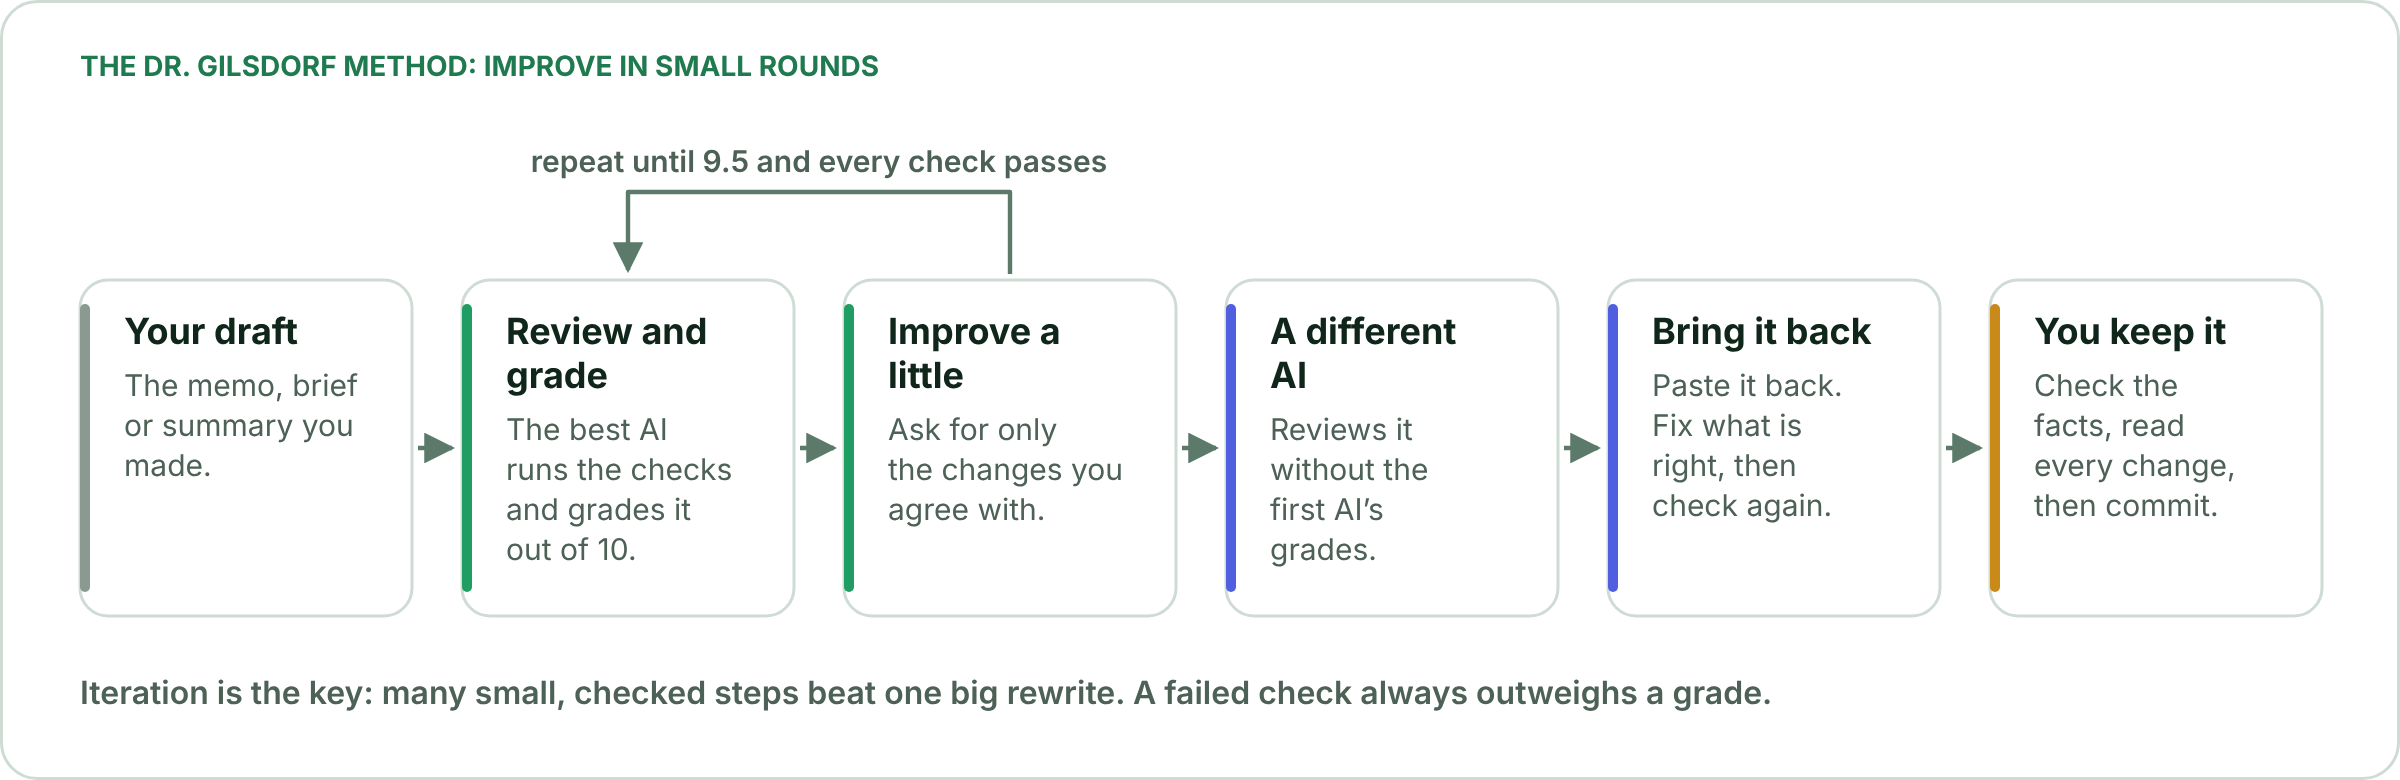 THE DR. GILSDORF METHOD: IMPROVE IN SMALL ROUNDS
repeat until 9.5 and every check passes
Your draft
The memo, brief
or summary you
made.
Review and
grade
The best AI
runs the checks
and grades it
out of 10.
Improve a
little
Ask for only
the changes you
agree with.
A different
AI
Reviews it
without the
first AI’s
grades.
Bring it back
Paste it back.
Fix what is
right, then
check again.
You keep it
Check the
facts, read
every change,
then commit.
Iteration is the key: many small, checked steps beat one big rewrite. A failed check always outweighs a grade.